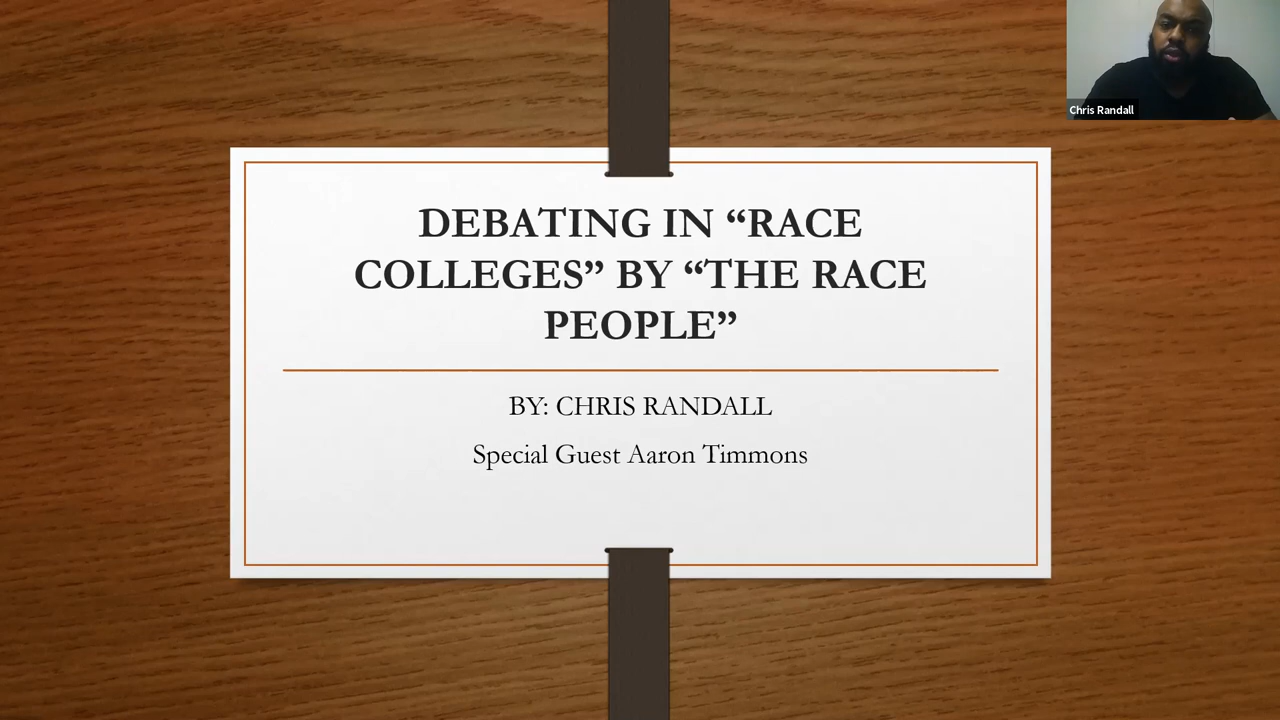 Chris Randall
DEBATING IN “RACE
COLLEGES” BY “THE RACE
PEOPLE”
BY: CHRIS RANDALL
Special Guest Aaron Timmons